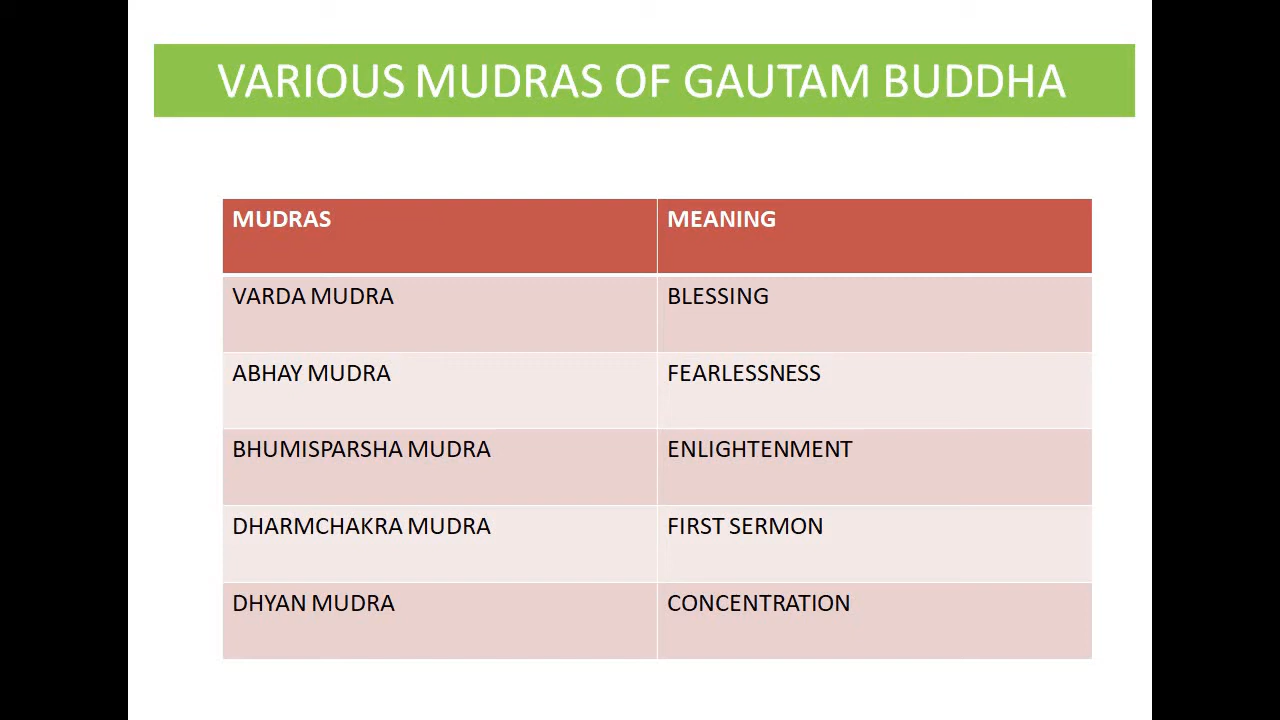 VARIOUS MUDRAS OF GAUTAM BUDDHA
MUDRAS MEANING
VARDA MUDRA BLESSING
ABHAY MUDRA FEARLESSNESS
BHUMISPARSHA MUDRA ENLIGHTENMENT
DHARMCHAKRA MUDRA FIRST SERMON
DHYAN MUDRA CONCENTRATION